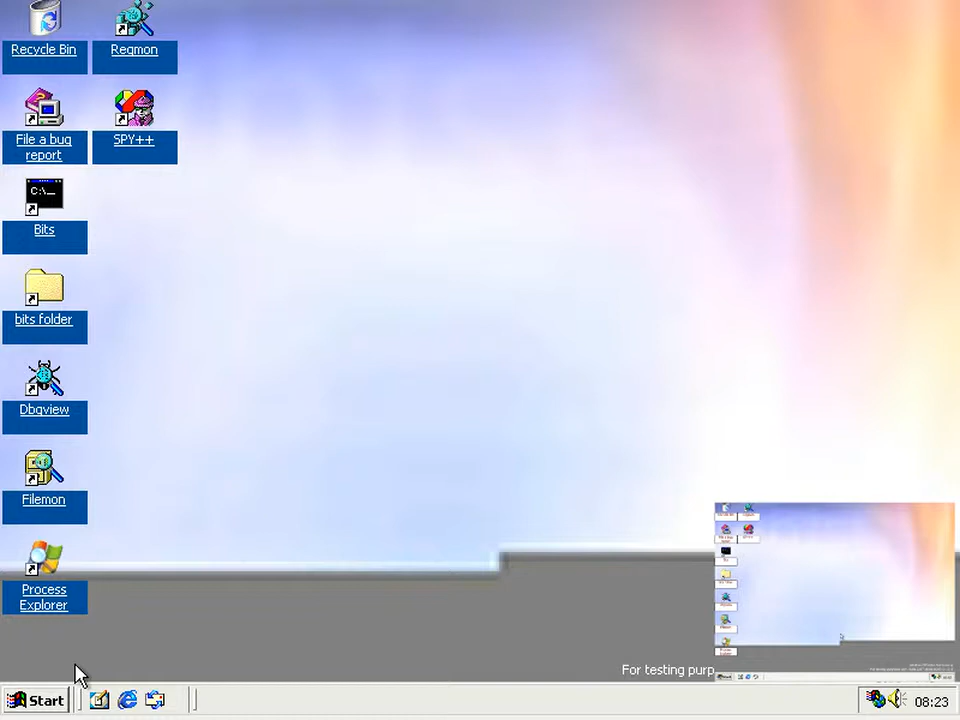 Recycle Bin
Regmon
File a bug
report
SPY++
C:\_
Bits
bits folder
Dbgview
Filemon
Process
Explorer
For testing purp
Start
08:23